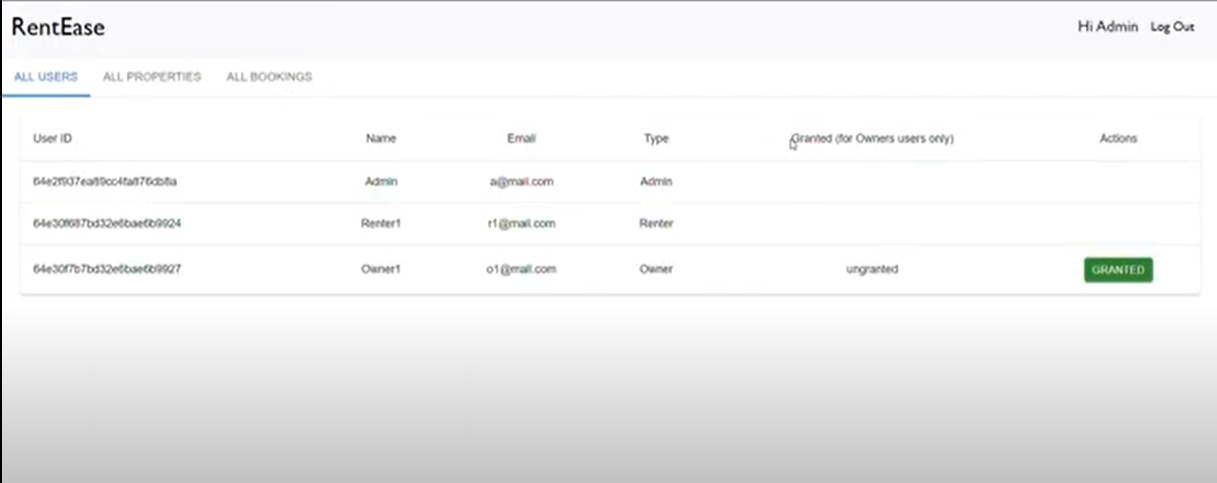 RentEase
Hi Admin Log Out
ALL USERS ALL PROPERTIES ALL BOOKINGS
User ID Name Email Type Granted (for Owners users only) Actions
64e2f937ea89cc4fa876db8a Admin a@mail.com Admin
64e30f687bd32e6bae6b9924 Renter1 r1@mail.com Renter
64e30f7b7bd32e6bae6b9927 Owner1 o1@mail.com Owner ungranted GRANTED